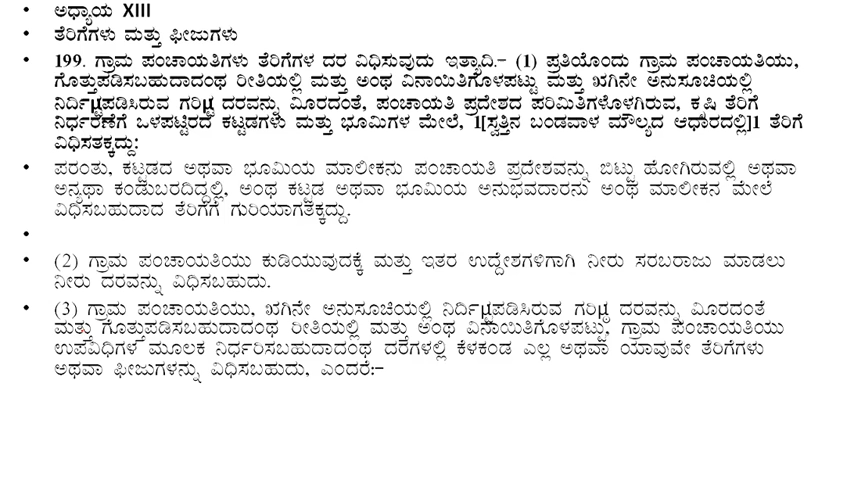 • ಅಧ್ಯಾಯ XIII
• ತೆರಿಗೆಗಳು ಮತ್ತು ಫೀಜುಗಳು
• 199. ಗ್ರಾಮ ಪಂಚಾಯತಿಗಳು ತೆರಿಗೆಗಳ ದರ ವಿಧಿಸುವುದು ಇತ್ಯಾದಿ.– (1) ಪ್ರತಿಯೊಂದು ಗ್ರಾಮ ಪಂಚಾಯತಿಯು,
ಗೊತ್ತುಪಡಿಸಬಹುದಾದಂಥ ರೀತಿಯಲ್ಲಿ ಮತ್ತು ಅಂಥ ವಿನಾಯಿತಿಗೊಳಪಟ್ಟು ಮತ್ತು ಋಗಿನೇ ಅನುಸೂಚಿಯಲ್ಲಿ
ನಿರ್ದಿµ್ಟಪಡಿಸಿರುವ ಗರಿµ್ಠ ದರವನ್ನು ಮೀರದಂತೆ, ಪಂಚಾಯತಿ ಪ್ರದೇಶದ ಪರಿಮಿತಿಗಳೊಳಗಿರುವ, ಕೃಷಿ ತೆರಿಗೆ
ನಿರ್ಧರಣೆಗೆ ಒಳಪಟ್ಟಿರದ ಕಟ್ಟಡಗಳು ಮತ್ತು ಭೂಮಿಗಳ ಮೇಲೆ, 1[ಸ್ವತ್ತಿನ ಬಂಡವಾಳ ಮೌಲ್ಯದ ಆಧಾರದಲ್ಲಿ]1 ತೆರಿಗೆ
ವಿಧಿಸತಕ್ಕದ್ದು:
• ಪರಂತು, ಕಟ್ಟಡದ ಅಥವಾ ಭೂಮಿಯ ಮಾಲೀಕನು ಪಂಚಾಯತಿ ಪ್ರದೇಶವನ್ನು ಬಿಟ್ಟು ಹೋಗಿರುವಲ್ಲಿ ಅಥವಾ
ಅನ್ಯಥಾ ಕಂಡುಬರದಿದ್ದಲ್ಲಿ, ಅಂಥ ಕಟ್ಟಡ ಅಥವಾ ಭೂಮಿಯ ಅನುಭವದಾರನು ಅಂಥ ಮಾಲೀಕನ ಮೇಲೆ
ವಿಧಿಸಬಹುದಾದ ತೆರಿಗೆಗೆ ಗುರಿಯಾಗತಕ್ಕದ್ದು.
•
• (2) ಗ್ರಾಮ ಪಂಚಾಯತಿಯು ಕುಡಿಯುವುದಕ್ಕೆ ಮತ್ತು ಇತರ ಉದ್ದೇಶಗಳಿಗಾಗಿ ನೀರು ಸರಬರಾಜು ಮಾಡಲು
ನೀರು ದರವನ್ನು ವಿಧಿಸಬಹುದು.
• (3) ಗ್ರಾಮ ಪಂಚಾಯತಿಯು, ಋಗಿನೇ ಅನುಸೂಚಿಯಲ್ಲಿ ನಿರ್ದಿµ್ಟಪಡಿಸಿರುವ ಗರಿµ್ಠ ದರವನ್ನು ಮೀರದಂತೆ
ಮತ್ತು ಗೊತ್ತುಪಡಿಸಬಹುದಾದಂಥ ರೀತಿಯಲ್ಲಿ ಮತ್ತು ಅಂಥ ವಿನಾಯಿತಿಗೊಳಪಟ್ಟು, ಗ್ರಾಮ ಪಂಚಾಯತಿಯು
ಉಪವಿಧಿಗಳ ಮೂಲಕ ನಿರ್ಧರಿಸಬಹುದಾದಂಥ ದರಗಳಲ್ಲಿ ಕೆಳಕಂಡ ಎಲ್ಲ ಅಥವಾ ಯಾವುವೇ ತೆರಿಗೆಗಳು
ಅಥವಾ ಫೀಜುಗಳನ್ನು ವಿಧಿಸಬಹುದು, ಎಂದರೆ:–